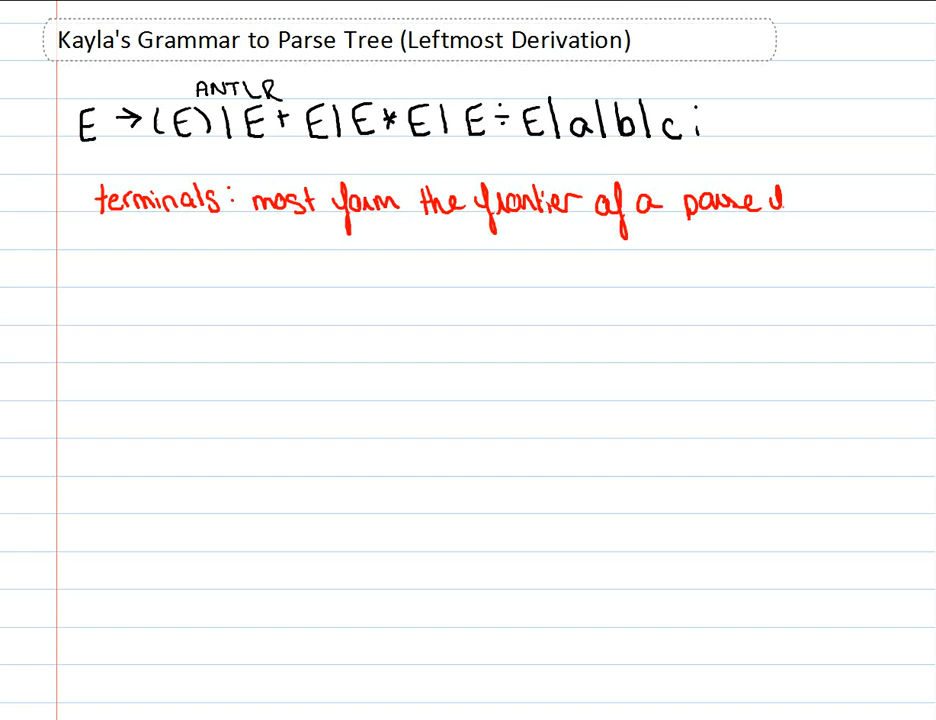 Kayla's Grammar to Parse Tree (Leftmost Derivation)
ANTLR
E → (E) | E + E | E * E | E ÷ E | a | b | c ;
terminals: most form the frontier of a parse